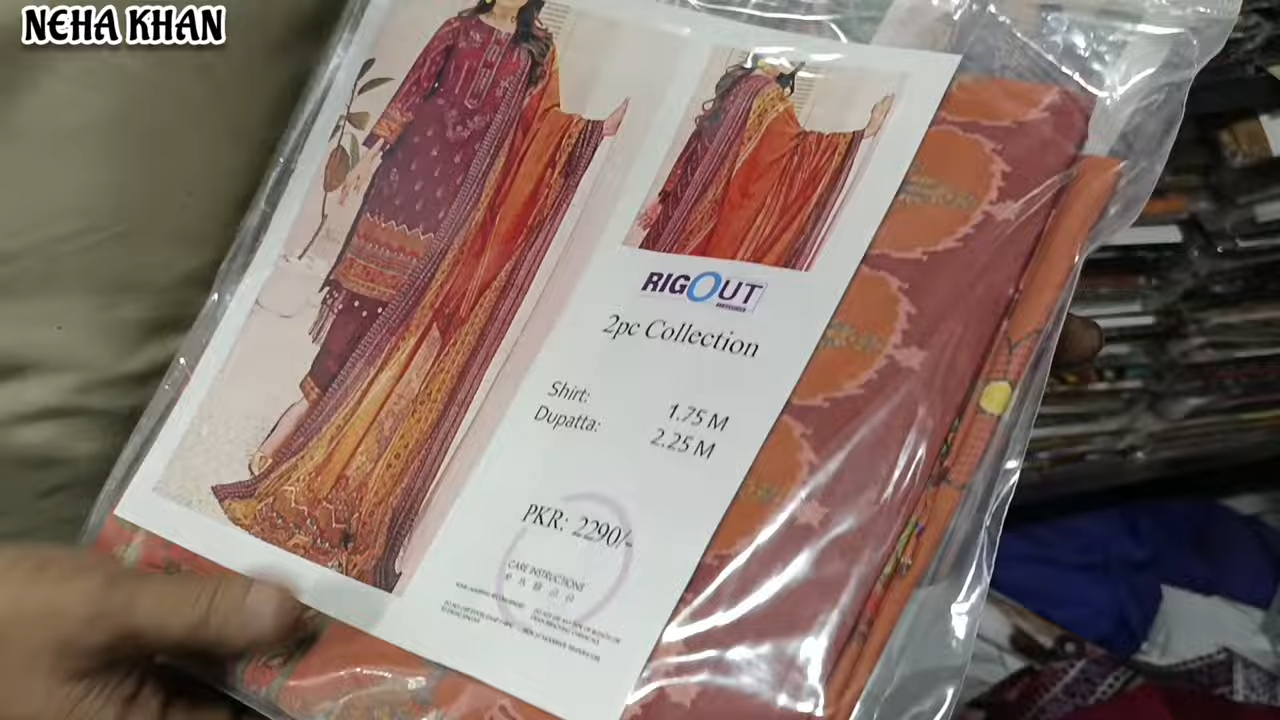 NEHA KHAN
RIGOUT
2pc Collection
Shirt: 1.75 M
Dupatta: 2.25 M
PKR: 2290/-
CARE INSTRUCTIONS